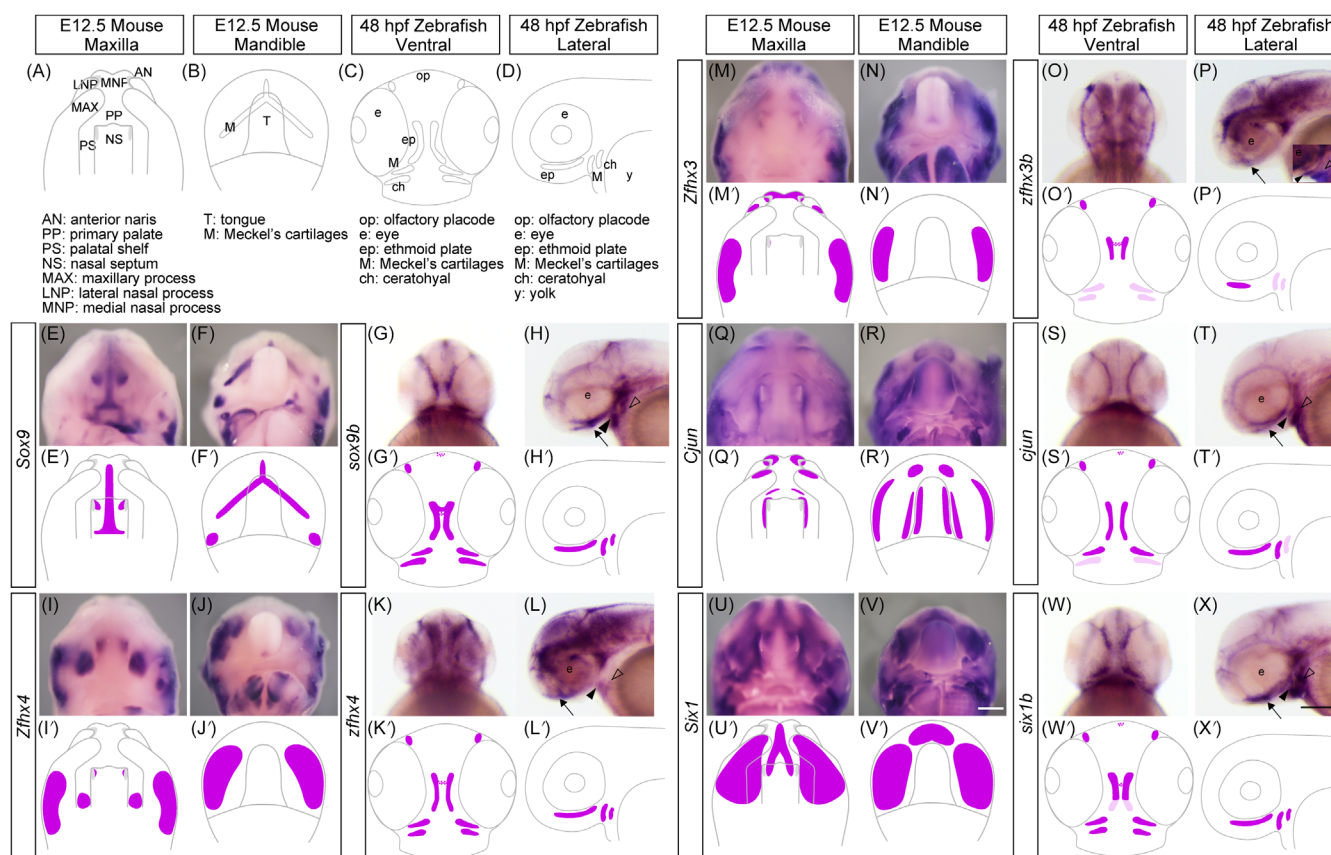 E12.5 Mouse
Maxilla
E12.5 Mouse
Mandible
48 hpf Zebrafish
Ventral
48 hpf Zebrafish
Lateral
E12.5 Mouse
Maxilla
E12.5 Mouse
Mandible
48 hpf Zebrafish
Ventral
48 hpf Zebrafish
Lateral
(A)
AN
LNP
MNP
MAX
PP
NS
PS
(B)
M
T
(C)
op
e
ep
M
ch
(D)
e
ep
M
ch
y
AN: anterior naris
PP: primary palate
PS: palatal shelf
NS: nasal septum
MAX: maxillary process
LNP: lateral nasal process
MNP: medial nasal process
T: tongue
M: Meckel's cartilages
op: olfactory placode
e: eye
ep: ethmoid plate
M: Meckel's cartilages
ch: ceratohyal
op: olfactory placode
e: eye
ep: ethmoid plate
M: Meckel's cartilages
ch: ceratohyal
y: yolk
Sox9
(E)
(F)
sox9b
(G)
(H)
e
(E′)
(F′)
(G′)
(H′)
Zfhx4
(I)
(J)
zfhx4
(K)
(L)
e
(I′)
(J′)
(K′)
(L′)
Zfhx3
(M)
(N)
zfhx3b
(O)
(P)
e
e
(M′)
(N′)
(O′)
(P′)
Cjun
(Q)
(R)
cjun
(S)
(T)
e
(Q′)
(R′)
(S′)
(T′)
Six1
(U)
(V)
six1b
(W)
(X)
e
(U′)
(V′)
(W′)
(X′)